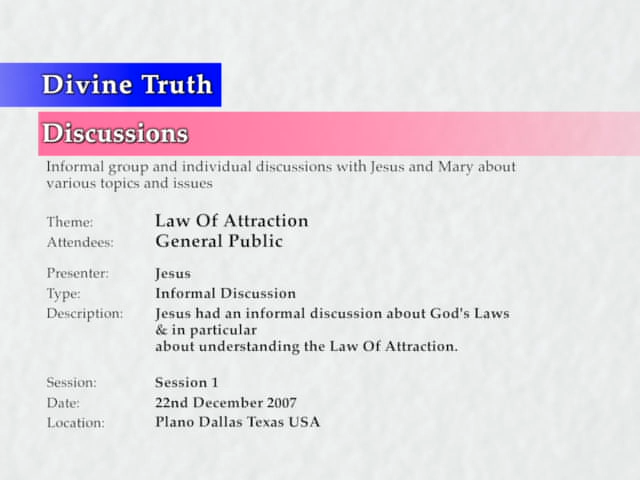 Divine Truth
Discussions
Informal group and individual discussions with Jesus and Mary about
various topics and issues
Theme: Law Of Attraction
Attendees: General Public
Presenter: Jesus
Type: Informal Discussion
Description: Jesus had an informal discussion about God's Laws
& in particular
about understanding the Law Of Attraction.
Session: Session 1
Date: 22nd December 2007
Location: Plano Dallas Texas USA